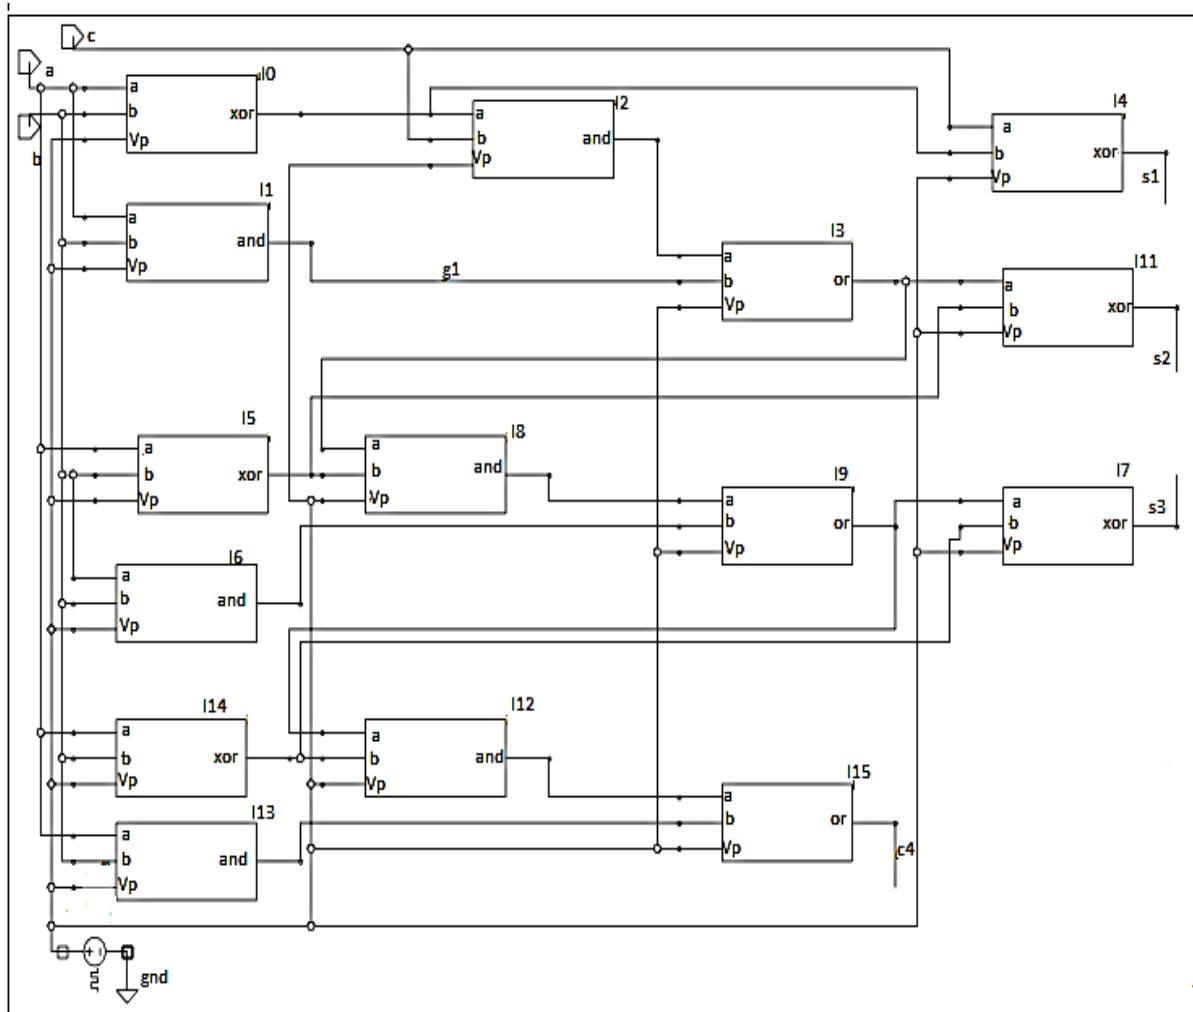 c
a
I0
a
b
xor
Vp
b
I2
a
b
and
Vp
I4
a
b
xor
Vp
s1
I1
a
b
and
Vp
g1
I3
a
b
or
Vp
I11
a
b
xor
Vp
s2
I5
a
b
xor
Vp
I8
a
b
and
Vp
I9
a
b
or
Vp
I7
a
b
xor
Vp
s3
I6
a
b
and
Vp
I14
a
b
xor
Vp
I12
a
b
and
Vp
I15
a
b
or
Vp
c4
I13
a
b
and
Vp
gnd